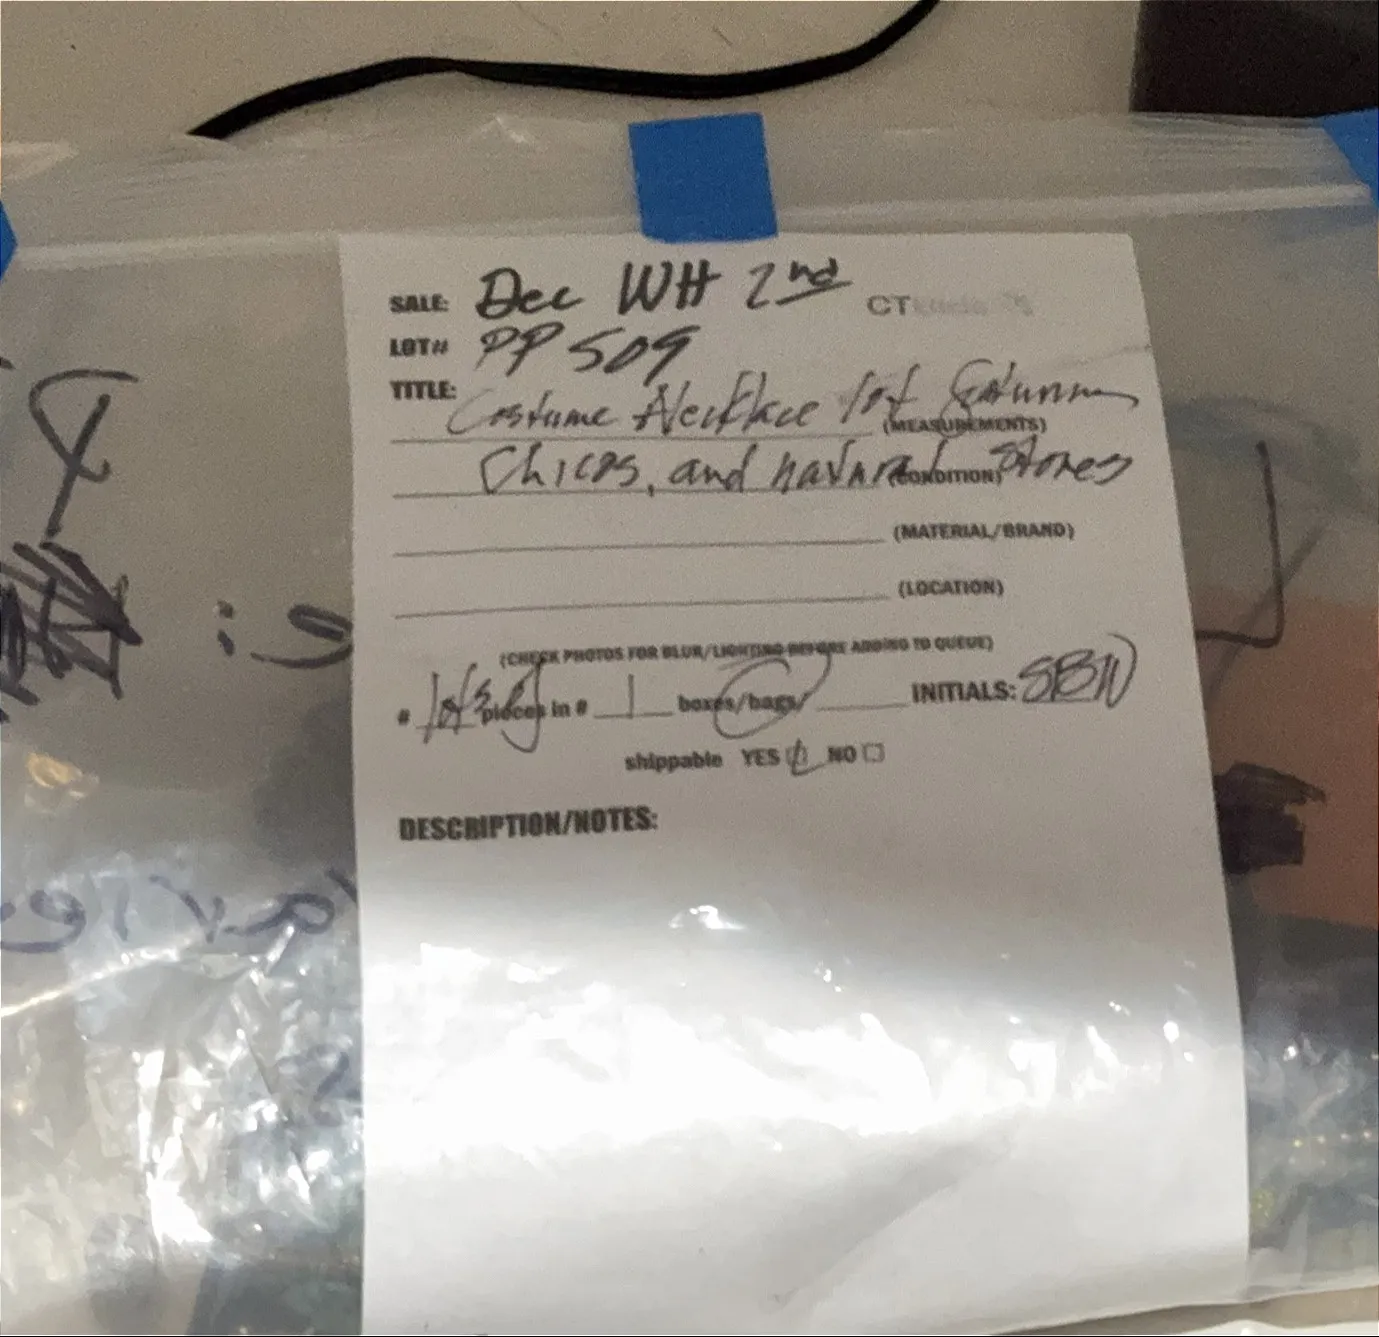 SALE: Dec WH 2nd CT
LOT# PP 509
TITLE: Costume Necklace lot
(MEASUREMENTS)
Chicos, and natural Stones
(CONDITION)
(MATERIAL/BRAND)
(LOCATION)
(CHECK PHOTOS FOR BLUR/LIGHTING BEFORE ADDING TO QUEUE)
# pieces in # 1 boxes/bags/ INITIALS: SBW
shippable YES NO
DESCRIPTION/NOTES: